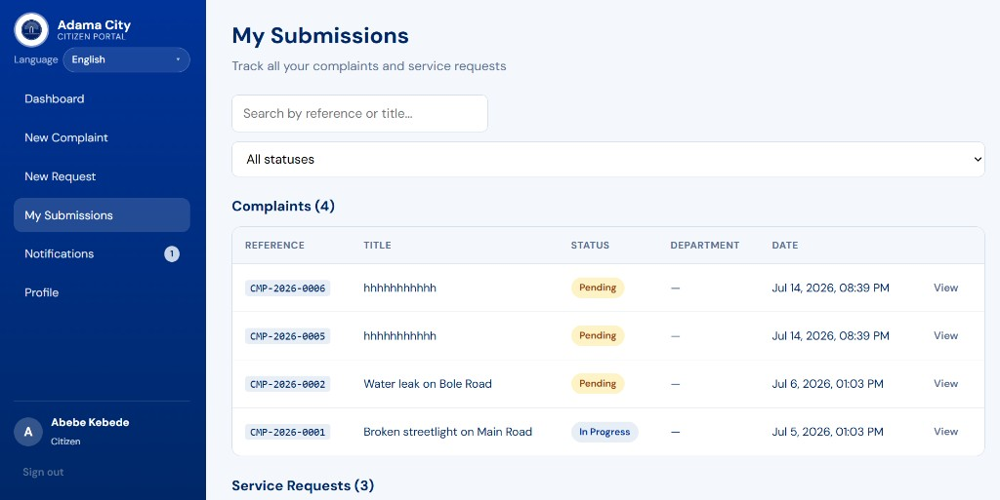 Adama City
CITIZEN PORTAL
Language English
Dashboard
New Complaint
New Request
My Submissions
Notifications 1
Profile
A
Abebe Kebede
Citizen
Sign out
My Submissions
Track all your complaints and service requests
Search by reference or title...
All statuses
Complaints (4)
REFERENCE TITLE STATUS DEPARTMENT DATE
CMP-2026-0006 hhhhhhhhhhh Pending — Jul 14, 2026, 08:39 PM View
CMP-2026-0005 hhhhhhhhhhh Pending — Jul 14, 2026, 08:39 PM View
CMP-2026-0002 Water leak on Bole Road Pending — Jul 6, 2026, 01:03 PM View
CMP-2026-0001 Broken streetlight on Main Road In Progress — Jul 5, 2026, 01:03 PM View
Service Requests (3)